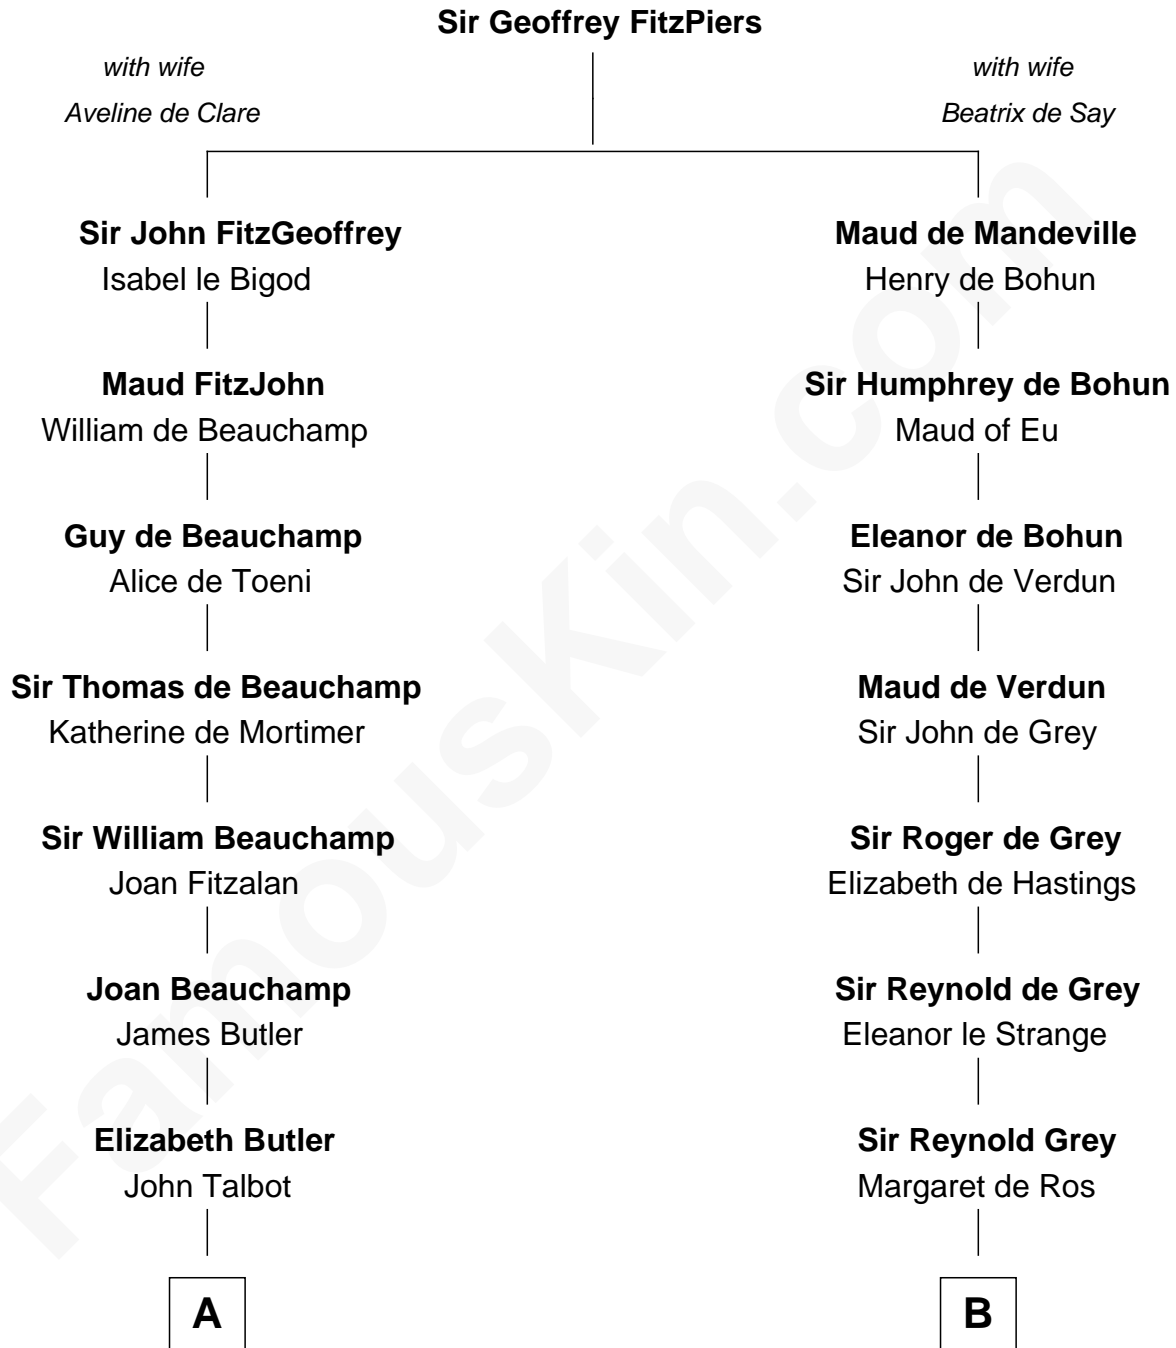 Sir Geoffrey FitzPiers
with wife
Aveline de Clare
with wife
Beatrix de Say
Sir John FitzGeoffrey
Isabel le Bigod
Maud de Mandeville
Henry de Bohun
Maud FitzJohn
William de Beauchamp
Sir Humphrey de Bohun
Maud of Eu
Guy de Beauchamp
Alice de Toeni
Eleanor de Bohun
Sir John de Verdun
Sir Thomas de Beauchamp
Katherine de Mortimer
Maud de Verdun
Sir John de Grey
Sir William Beauchamp
Joan Fitzalan
Sir Roger de Grey
Elizabeth de Hastings
Joan Beauchamp
James Butler
Sir Reynold de Grey
Eleanor le Strange
Elizabeth Butler
John Talbot
Sir Reynold Grey
Margaret de Ros
A
B
FamousKin.com